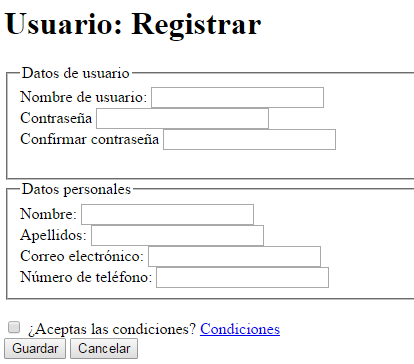 Usuario: Registrar
Datos de usuario
Nombre de usuario:
Contraseña
Confirmar contraseña
Datos personales
Nombre:
Apellidos:
Correo electrónico:
Número de teléfono:
¿Aceptas las condiciones? Condiciones
Guardar Cancelar